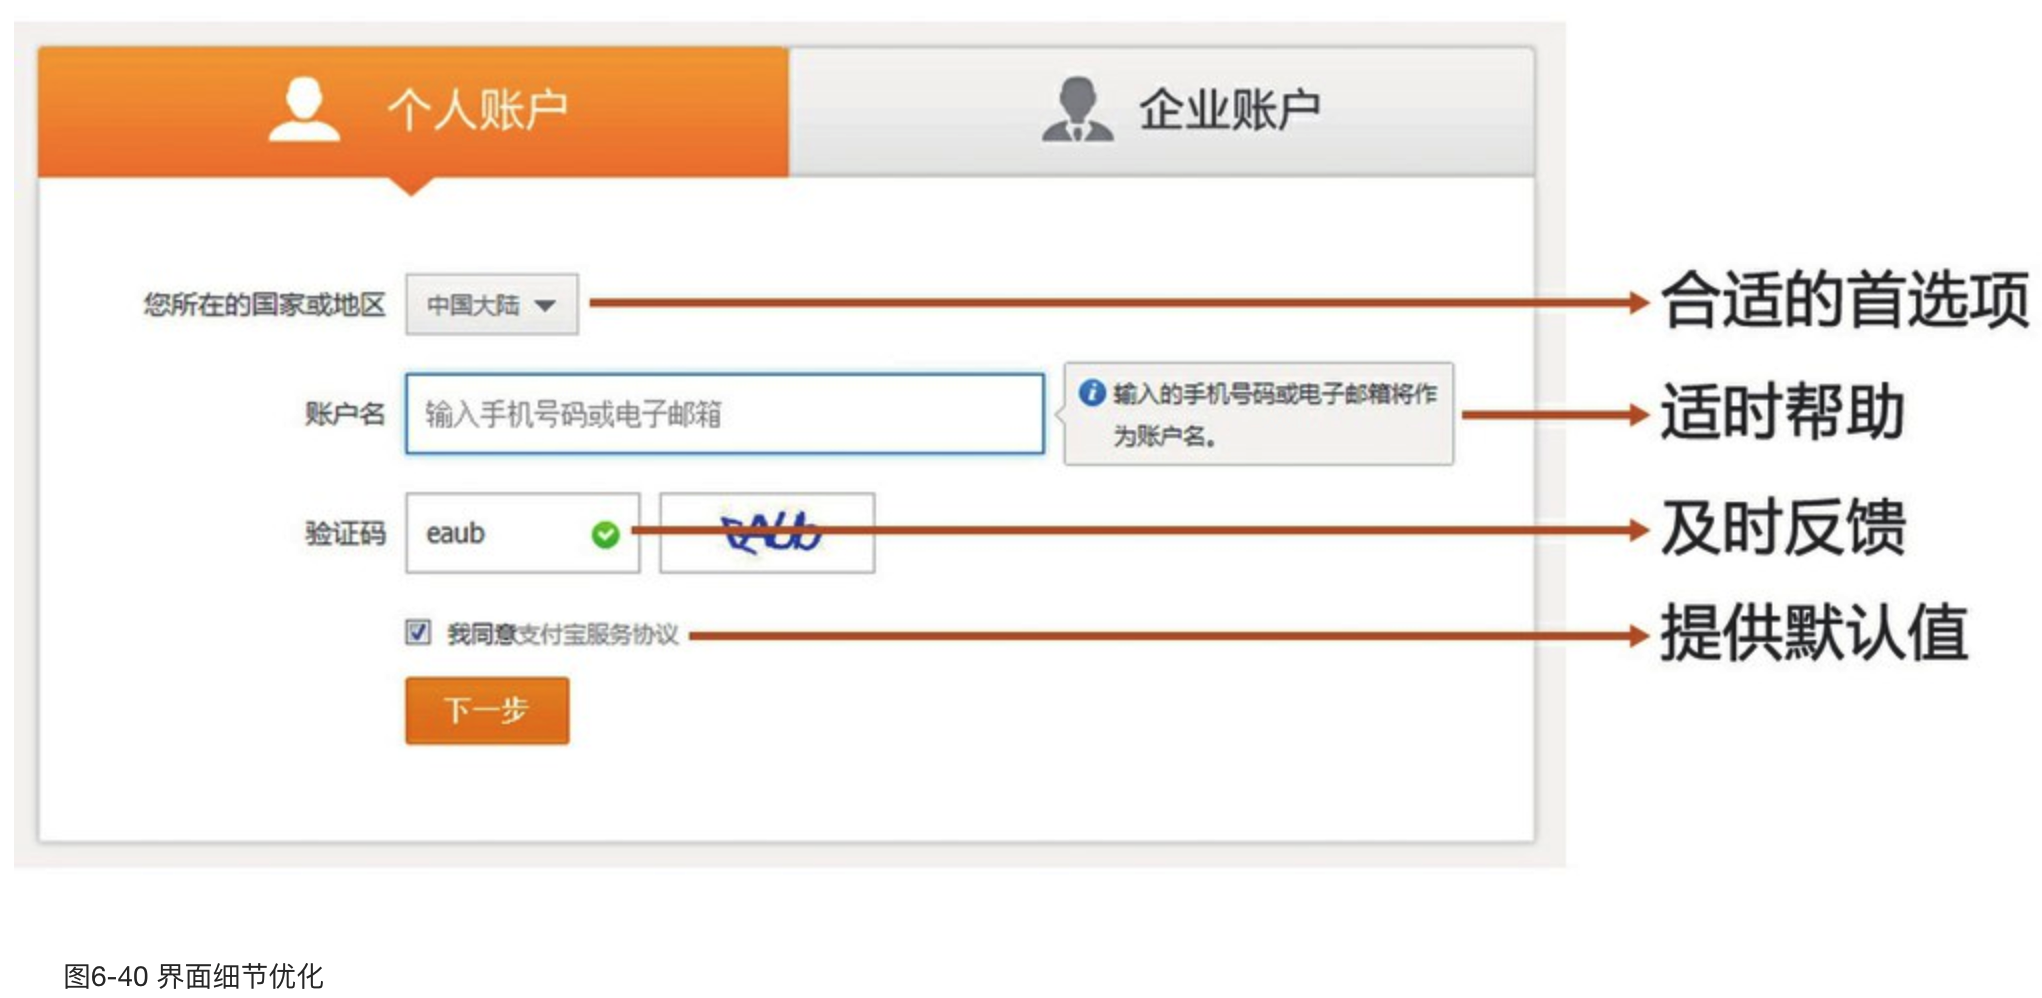 个人账户
企业账户
您所在的国家或地区 中国大陆
合适的首选项
账户名 输入手机号码或电子邮箱
输入的手机号码或电子邮箱将作
为账户名。
适时帮助
验证码 eaub
eAub
及时反馈
我同意支付宝服务协议
提供默认值
下一步
图6-40 界面细节优化